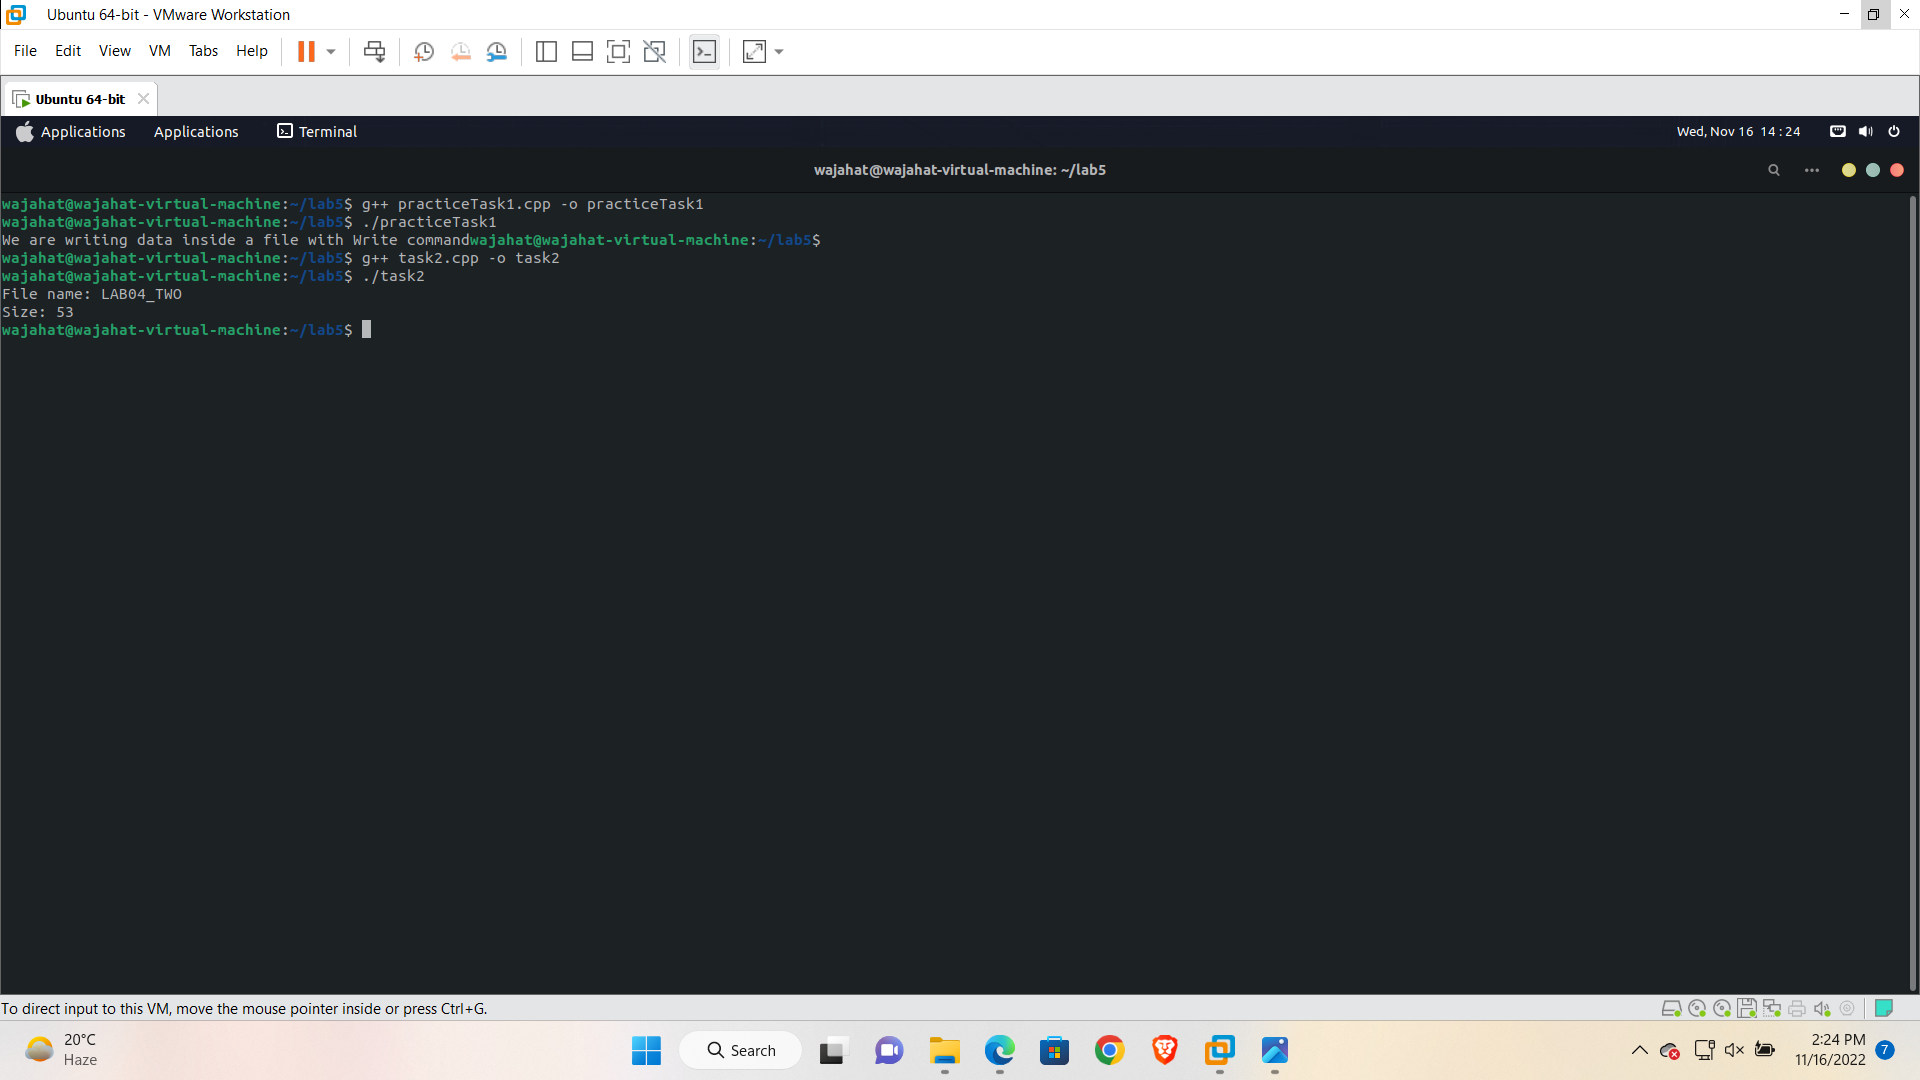 Ubuntu 64-bit - VMware Workstation
File Edit View VM Tabs Help
Ubuntu 64-bit
Applications Applications Terminal Wed, Nov 16 14:24
wajahat@wajahat-virtual-machine: ~/lab5
wajahat@wajahat-virtual-machine:~/lab5$ g++ practiceTask1.cpp -o practiceTask1
wajahat@wajahat-virtual-machine:~/lab5$ ./practiceTask1
We are writing data inside a file with Write commandwajahat@wajahat-virtual-machine:~/lab5$
wajahat@wajahat-virtual-machine:~/lab5$ g++ task2.cpp -o task2
wajahat@wajahat-virtual-machine:~/lab5$ ./task2
File name: LAB04_TWO
Size: 53
wajahat@wajahat-virtual-machine:~/lab5$
To direct input to this VM, move the mouse pointer inside or press Ctrl+G.
20°C
Haze
Search
2:24 PM
11/16/2022
7